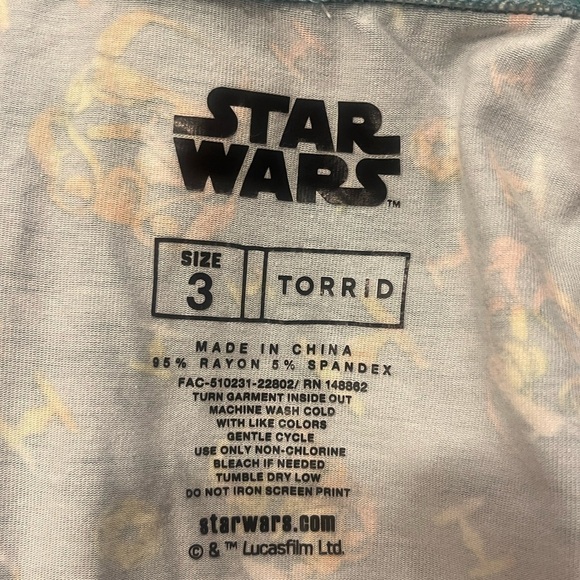 STAR
WARS™
SIZE
3
TORRID
MADE IN CHINA
95% RAYON 5% SPANDEX
FAC-510231-22802/ RN 148862
TURN GARMENT INSIDE OUT
MACHINE WASH COLD
WITH LIKE COLORS
GENTLE CYCLE
USE ONLY NON-CHLORINE
BLEACH IF NEEDED
TUMBLE DRY LOW
DO NOT IRON SCREEN PRINT
starwars.com
© & ™ Lucasfilm Ltd.